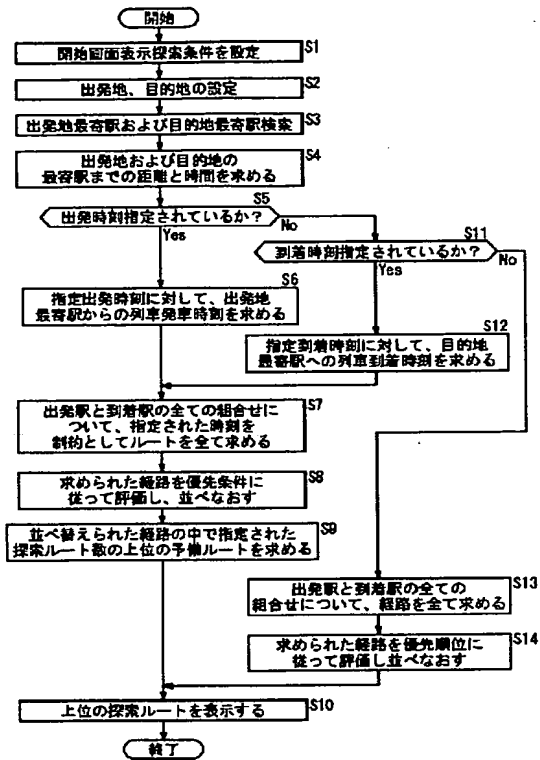 開始
S1
開始画面表示探索条件を設定
S2
出発地、目的地の設定
S3
出発地最寄駅および目的地最寄駅検索
S4
出発地および目的地の
最寄駅までの距離と時間を求める
S5
出発時刻指定されているか?
No
Yes
S11
到着時刻指定されているか?
No
Yes
S6
指定出発時刻に対して、出発地
最寄駅からの列車発車時刻を求める
S12
指定到着時刻に対して、目的地
最寄駅への列車到着時刻を求める
S7
出発駅と到着駅の全ての組合せに
ついて、指定された時刻を
制約としてルートを全て求める
S8
求められた経路を優先条件に
従って評価し、並べなおす
S9
並べ替えられた経路の中で指定された
探索ルート数の上位の予備ルートを求める
S13
出発駅と到着駅の全ての
組合せについて、経路を全て求める
S14
求められた経路を優先順位に
従って評価し並べなおす
S10
上位の探索ルートを表示する
終了